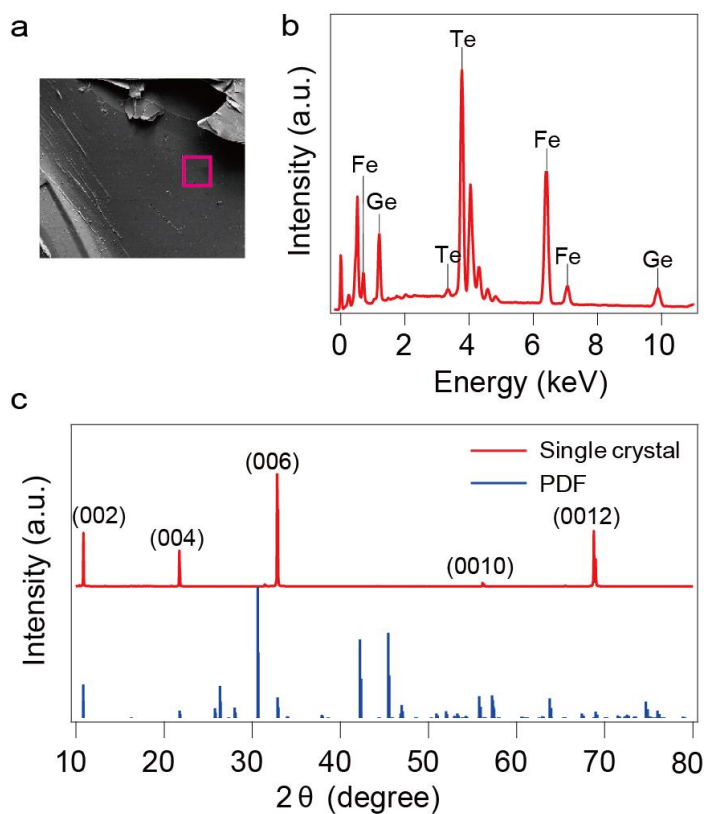 a
b
Intensity (a.u.)
Te
Fe
Fe
Ge
Te
Fe
Ge
0 2 4 6 8 10
Energy (keV)
c
Intensity (a.u.)
(002)
(004)
(006)
(0010)
(0012)
Single crystal
PDF
10 20 30 40 50 60 70 80
2θ (degree)